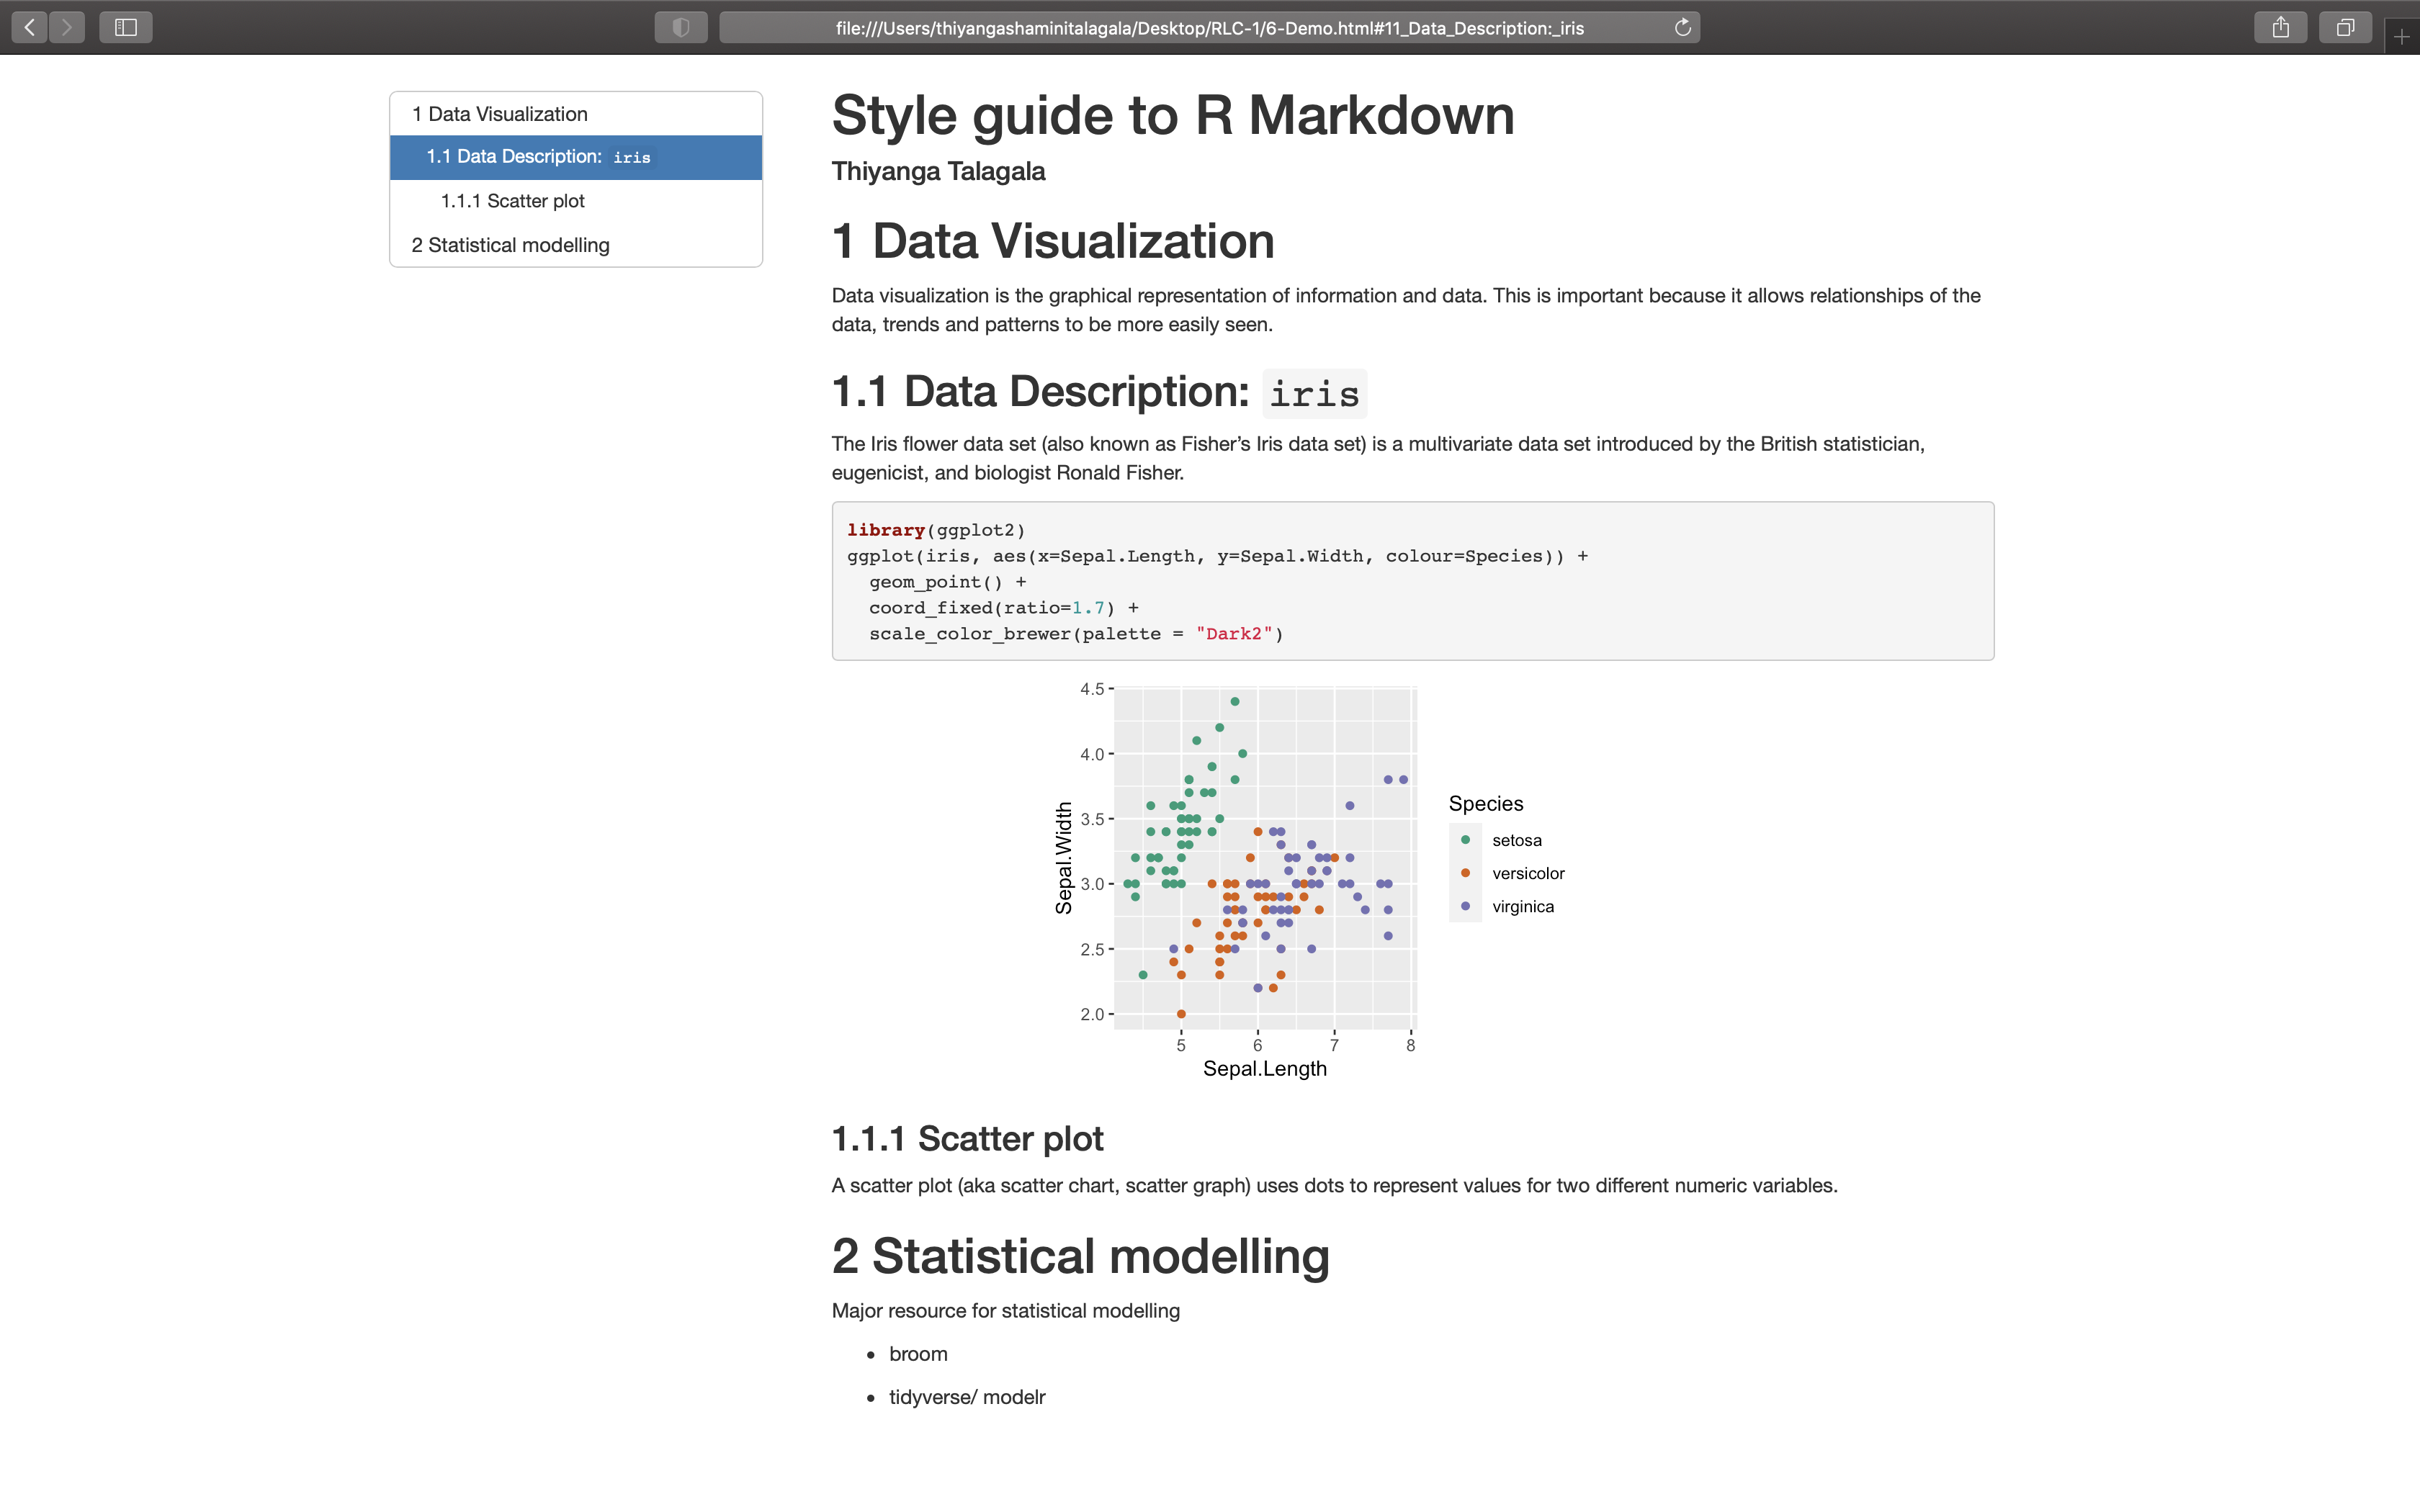 file:///Users/thiyangashaminitalagala/Desktop/RLC-1/6-Demo.html#11_Data_Description:_iris
1 Data Visualization
1.1 Data Description: iris
1.1.1 Scatter plot
2 Statistical modelling
Style guide to R Markdown
Thiyanga Talagala
1 Data Visualization
Data visualization is the graphical representation of information and data. This is important because it allows relationships of the
data, trends and patterns to be more easily seen.
1.1 Data Description: iris
The Iris flower data set (also known as Fisher’s Iris data set) is a multivariate data set introduced by the British statistician,
eugenicist, and biologist Ronald Fisher.
library(ggplot2)
ggplot(iris, aes(x=Sepal.Length, y=Sepal.Width, colour=Species)) +
  geom_point() +
  coord_fixed(ratio=1.7) +
  scale_color_brewer(palette = "Dark2")
4.5
4.0
3.5
3.0
2.5
2.0
Sepal.Width
5 6 7 8
Sepal.Length
Species
setosa
versicolor
virginica
1.1.1 Scatter plot
A scatter plot (aka scatter chart, scatter graph) uses dots to represent values for two different numeric variables.
2 Statistical modelling
Major resource for statistical modelling
• broom
• tidyverse/ modelr